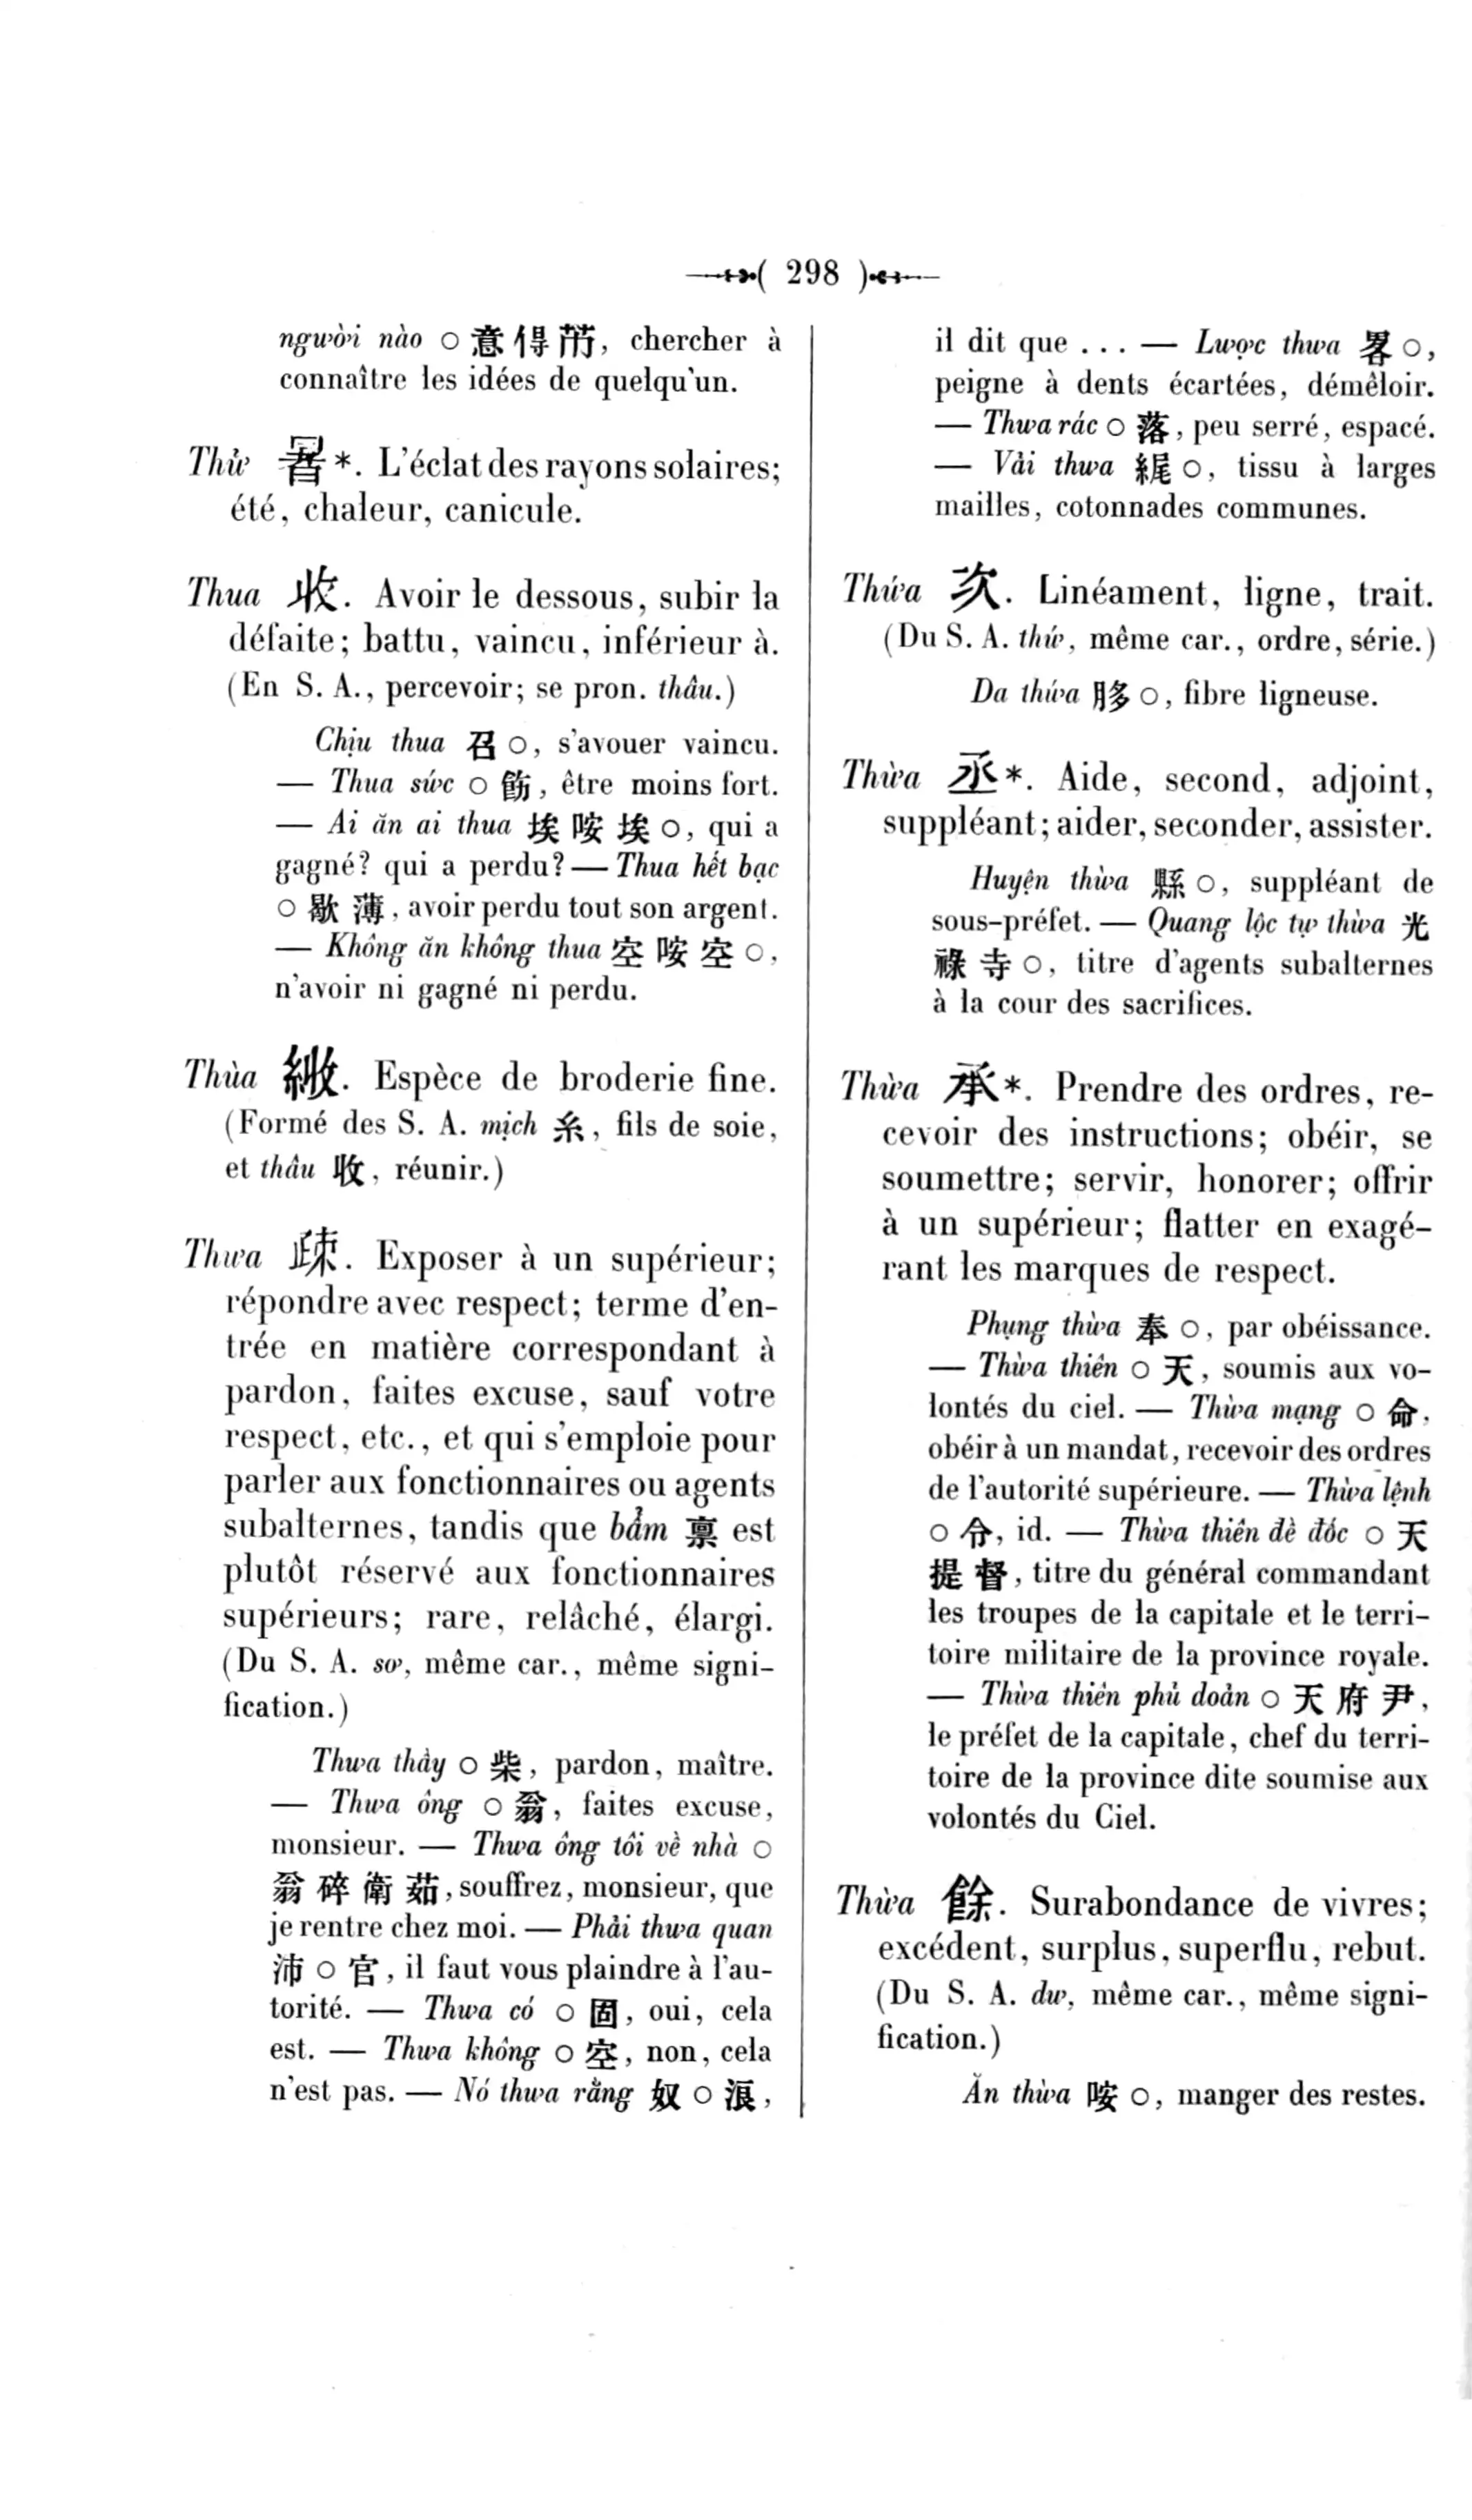 ( 298 )
người nào ○ 意 得 芇, chercher à
connaître les idées de quelqu'un.
Thử 暑 *. L'éclat des rayons solaires;
été, chaleur, canicule.
Thua 收. Avoir le dessous, subir la
défaite; battu, vaincu, inférieur à.
(En S. A., percevoir; se pron. thâu.)
Chịu thua 召 ○, s'avouer vaincu.
— Thua sức ○ 飭, être moins fort.
— Ai ăn ai thua 埃 咹 埃 ○, qui a
gagné? qui a perdu? — Thua hết bạc
○ 歇 薄, avoir perdu tout son argent.
— Không ăn không thua 空 咹 空 ○,
n'avoir ni gagné ni perdu.
Thùa 𦀺. Espèce de broderie fine.
(Formé des S. A. mịch 糸, fils de soie,
et thâu 收, réunir.)
Thưa 疎. Exposer à un supérieur;
répondre avec respect; terme d'en-
trée en matière correspondant à
pardon, faites excuse, sauf votre
respect, etc., et qui s'emploie pour
parler aux fonctionnaires ou agents
subalternes, tandis que bẩm 禀 est
plutôt réservé aux fonctionnaires
supérieurs; rare, relâché, élargi.
(Du S. A. sơ, même car., même signi-
fication.)
Thưa thầy ○ 柴, pardon, maître.
— Thưa ông ○ 翁, faites excuse,
monsieur. — Thưa ông tôi về nhà ○
翁 碎 衛 茹, souffrez, monsieur, que
je rentre chez moi. — Phải thưa quan
沛 ○ 官, il faut vous plaindre à l'au-
torité. — Thưa có ○ 固, oui, cela
est. — Thưa không ○ 空, non, cela
n'est pas. — Nó thưa rằng 奴 ○ 浪,
il dit que ... — Lược thưa 畧 ○,
peigne à dents écartées, démêloir.
— Thưa rác ○ 落, peu serré, espacé.
— Vải thưa 𦃿 ○, tissu à larges
mailles, cotonnades communes.
Thứa 次. Linéament, ligne, trait.
(Du S. A. thứ, même car., ordre, série.)
Da thứa 胗 ○, fibre ligneuse.
Thừa 丞 *. Aide, second, adjoint,
suppléant; aider, seconder, assister.
Huyện thừa 縣 ○, suppléant de
sous-préfet. — Quang lộc tự thừa 光
祿 寺 ○, titre d'agents subalternes
à la cour des sacrifices.
Thừa 承 *. Prendre des ordres, re-
cevoir des instructions; obéir, se
soumettre; servir, honorer; offrir
à un supérieur; flatter en exagé-
rant les marques de respect.
Phụng thừa 奉 ○, par obéissance.
— Thừa thiên ○ 天, soumis aux vo-
lontés du ciel. — Thừa mạng ○ 命,
obéir à un mandat, recevoir des ordres
de l'autorité supérieure. — Thừa lệnh
○ 令, id. — Thừa thiên đề đốc ○ 天
提 督, titre du général commandant
les troupes de la capitale et le terri-
toire militaire de la province royale.
— Thừa thiên phủ doãn ○ 天 府 尹,
le préfet de la capitale, chef du terri-
toire de la province dite soumise aux
volontés du Ciel.
Thừa 餘. Surabondance de vivres;
excédent, surplus, superflu, rebut.
(Du S. A. dư, même car., même signi-
fication.)
Ăn thừa 咹 ○, manger des restes.